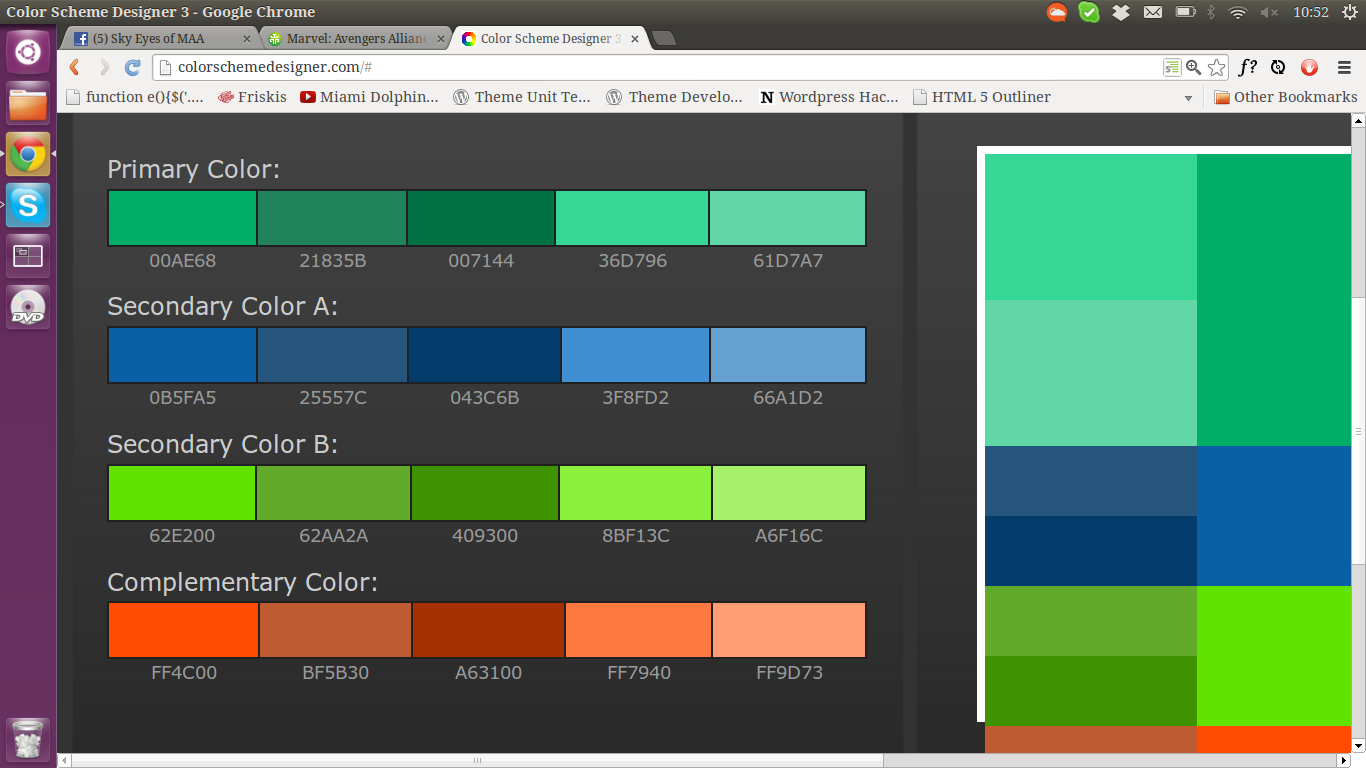 Color Scheme Designer 3 - Google Chrome
10:52
(5) Sky Eyes of MAA
Marvel: Avengers Allianc
Color Scheme Designer 3
colorschemedesigner.com/#
f?
function e(){$('....
Friskis
Miami Dolphin...
Theme Unit Te...
Theme Develo...
N
Wordpress Hac...
HTML 5 Outliner
Other Bookmarks
Primary Color:
00AE68 21835B 007144 36D796 61D7A7
Secondary Color A:
0B5FA5 25557C 043C6B 3F8FD2 66A1D2
Secondary Color B:
62E200 62AA2A 409300 8BF13C A6F16C
Complementary Color:
FF4C00 BF5B30 A63100 FF7940 FF9D73
S
DVD